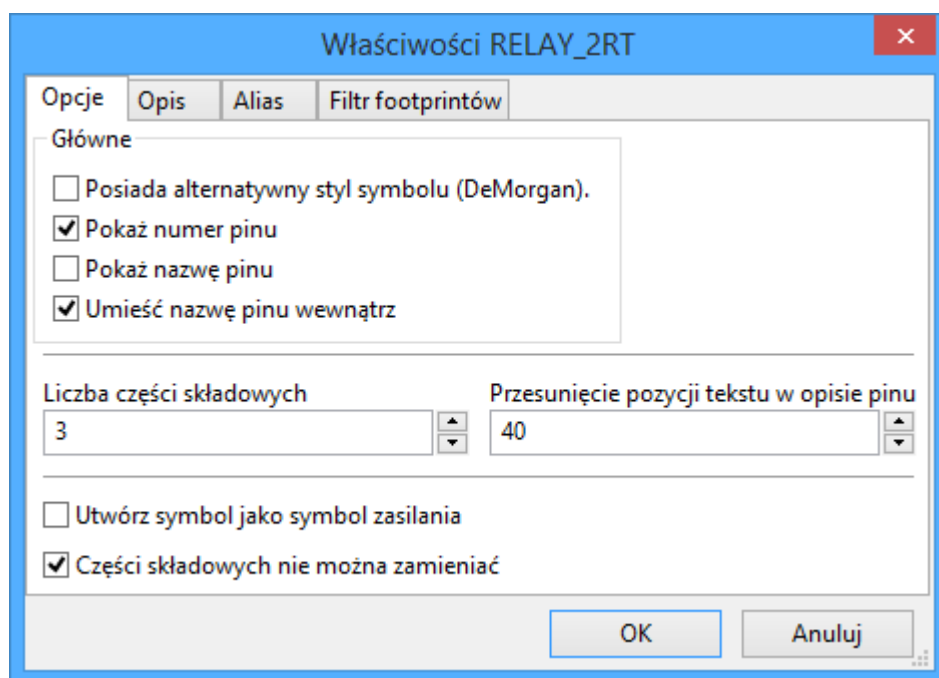 Właściwości RELAY_2RT
Opcje Opis Alias Filtr footprintów
Główne
Posiada alternatywny styl symbolu (DeMorgan).
Pokaż numer pinu
Pokaż nazwę pinu
Umieść nazwę pinu wewnątrz
Liczba części składowych Przesunięcie pozycji tekstu w opisie pinu
3 40
Utwórz symbol jako symbol zasilania
Części składowych nie można zamieniać
OK Anuluj